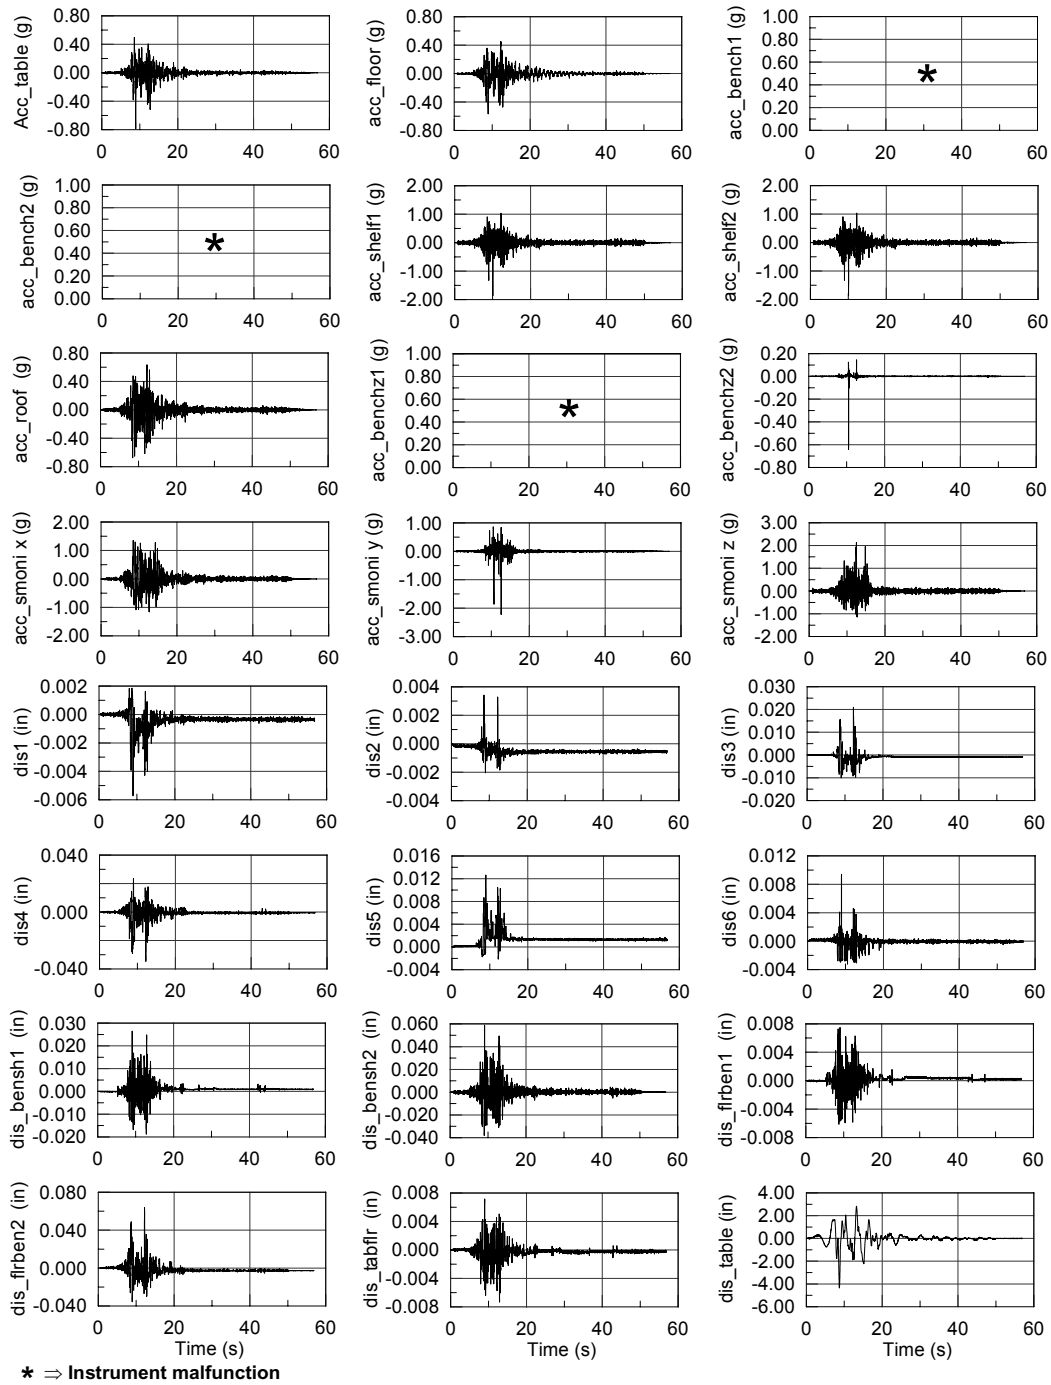 Acc_table (g)
0.80
0.40
0.00
-0.40
-0.80
0 20 40 60
acc_floor (g)
0.80
0.40
0.00
-0.40
-0.80
0 20 40 60
acc_bench1 (g)
1.00
0.80
0.60
0.40
0.20
0.00
*
0 20 40 60
acc_bench2 (g)
1.00
0.80
0.60
0.40
0.20
0.00
*
0 20 40 60
acc_shelf1 (g)
2.00
1.00
0.00
-1.00
-2.00
0 20 40 60
acc_shelf2 (g)
2.00
1.00
0.00
-1.00
-2.00
0 20 40 60
acc_roof (g)
0.80
0.40
0.00
-0.40
-0.80
0 20 40 60
acc_benchz1 (g)
1.00
0.80
0.60
0.40
0.20
0.00
*
0 20 40 60
acc_benchz2 (g)
0.20
0.00
-0.20
-0.40
-0.60
-0.80
0 20 40 60
acc_smoni x (g)
2.00
1.00
0.00
-1.00
-2.00
0 20 40 60
acc_smoni y (g)
1.00
0.00
-1.00
-2.00
-3.00
0 20 40 60
acc_smoni z (g)
3.00
2.00
1.00
0.00
-1.00
-2.00
0 20 40 60
dis1 (in)
0.002
0.000
-0.002
-0.004
-0.006
0 20 40 60
dis2 (in)
0.004
0.002
0.000
-0.002
-0.004
0 20 40 60
dis3 (in)
0.030
0.020
0.010
0.000
-0.010
-0.020
0 20 40 60
dis4 (in)
0.040
0.000
-0.040
0 20 40 60
dis5 (in)
0.016
0.012
0.008
0.004
0.000
-0.004
0 20 40 60
dis6 (in)
0.012
0.008
0.004
0.000
-0.004
0 20 40 60
dis_bensh1 (in)
0.030
0.020
0.010
0.000
-0.010
-0.020
0 20 40 60
dis_bensh2 (in)
0.060
0.040
0.020
0.000
-0.020
-0.040
0 20 40 60
dis_flrben1 (in)
0.008
0.004
0.000
-0.004
-0.008
0 20 40 60
dis_flrben2 (in)
0.080
0.040
0.000
-0.040
0 20 40 60
Time (s)
dis_tabflr (in)
0.008
0.004
0.000
-0.004
-0.008
0 20 40 60
Time (s)
dis_table (in)
4.00
2.00
0.00
-2.00
-4.00
-6.00
0 20 40 60
Time (s)
* ⇒ Instrument malfunction